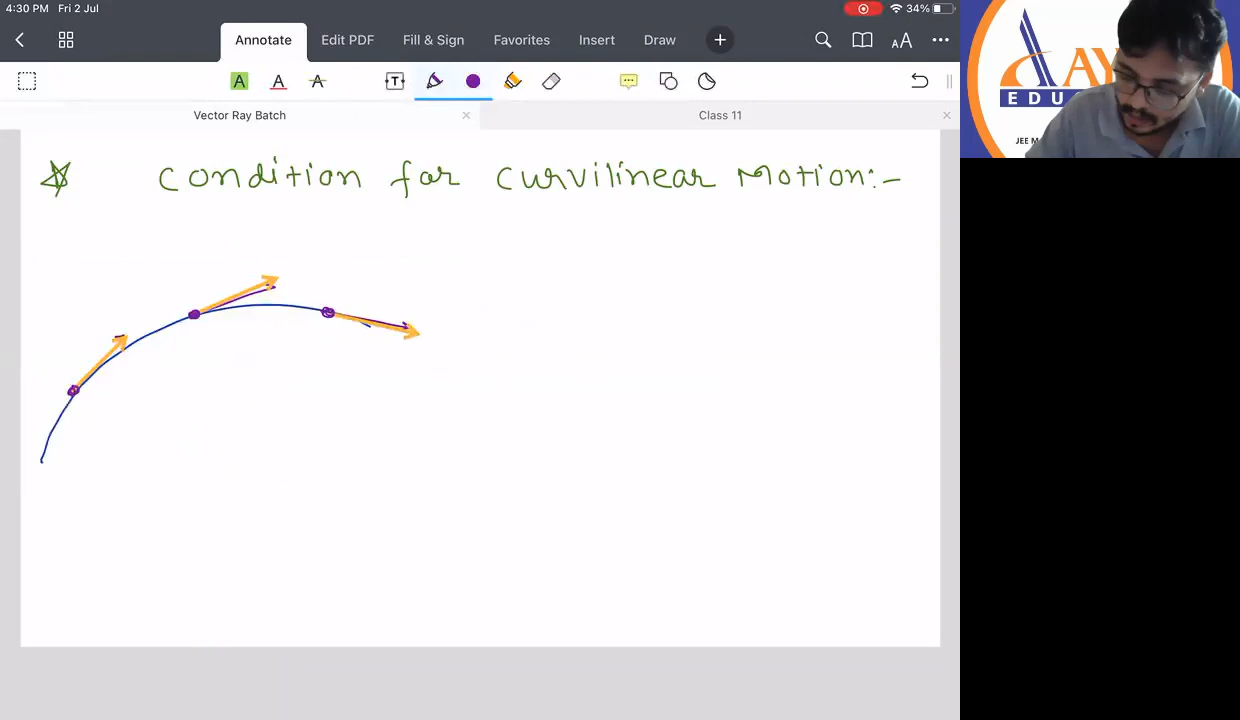 4:30 PM Fri 2 Jul
34%
Annotate Edit PDF Fill & Sign Favorites Insert Draw
Vector Ray Batch
Class 11
Condition for Curvilinear Motion:-
EDU